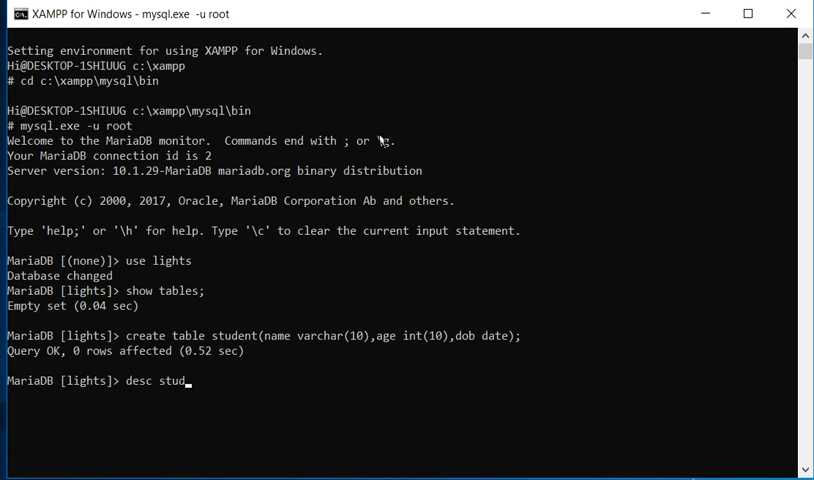 XAMPP for Windows - mysql.exe -u root
Setting environment for using XAMPP for Windows.
Hi@DESKTOP-1SHIUUG c:\xampp
# cd c:\xampp\mysql\bin
Hi@DESKTOP-1SHIUUG c:\xampp\mysql\bin
# mysql.exe -u root
Welcome to the MariaDB monitor.  Commands end with ; or \g.
Your MariaDB connection id is 2
Server version: 10.1.29-MariaDB mariadb.org binary distribution
Copyright (c) 2000, 2017, Oracle, MariaDB Corporation Ab and others.
Type 'help;' or '\h' for help. Type '\c' to clear the current input statement.
MariaDB [(none)]> use lights
Database changed
MariaDB [lights]> show tables;
Empty set (0.04 sec)
MariaDB [lights]> create table student(name varchar(10),age int(10),dob date);
Query OK, 0 rows affected (0.52 sec)
MariaDB [lights]> desc stud